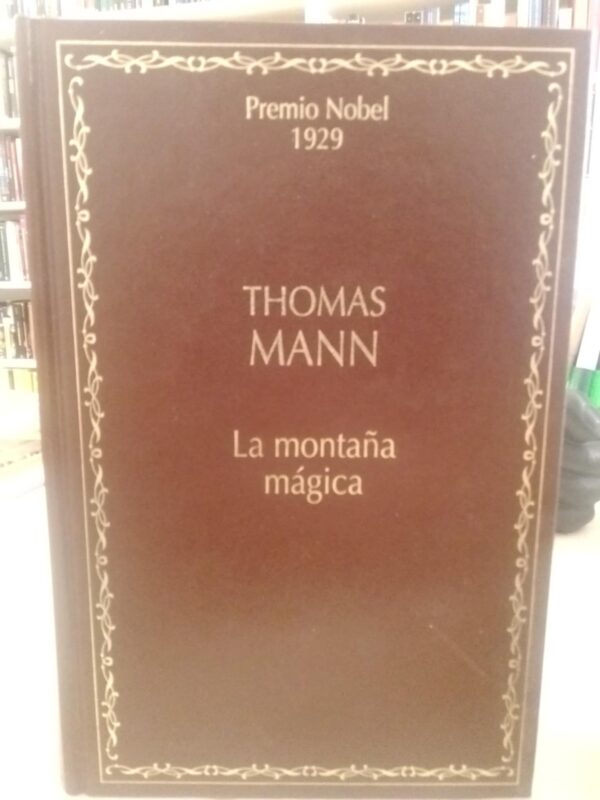 Premio Nobel
1929
THOMAS
MANN
La montaña
mágica